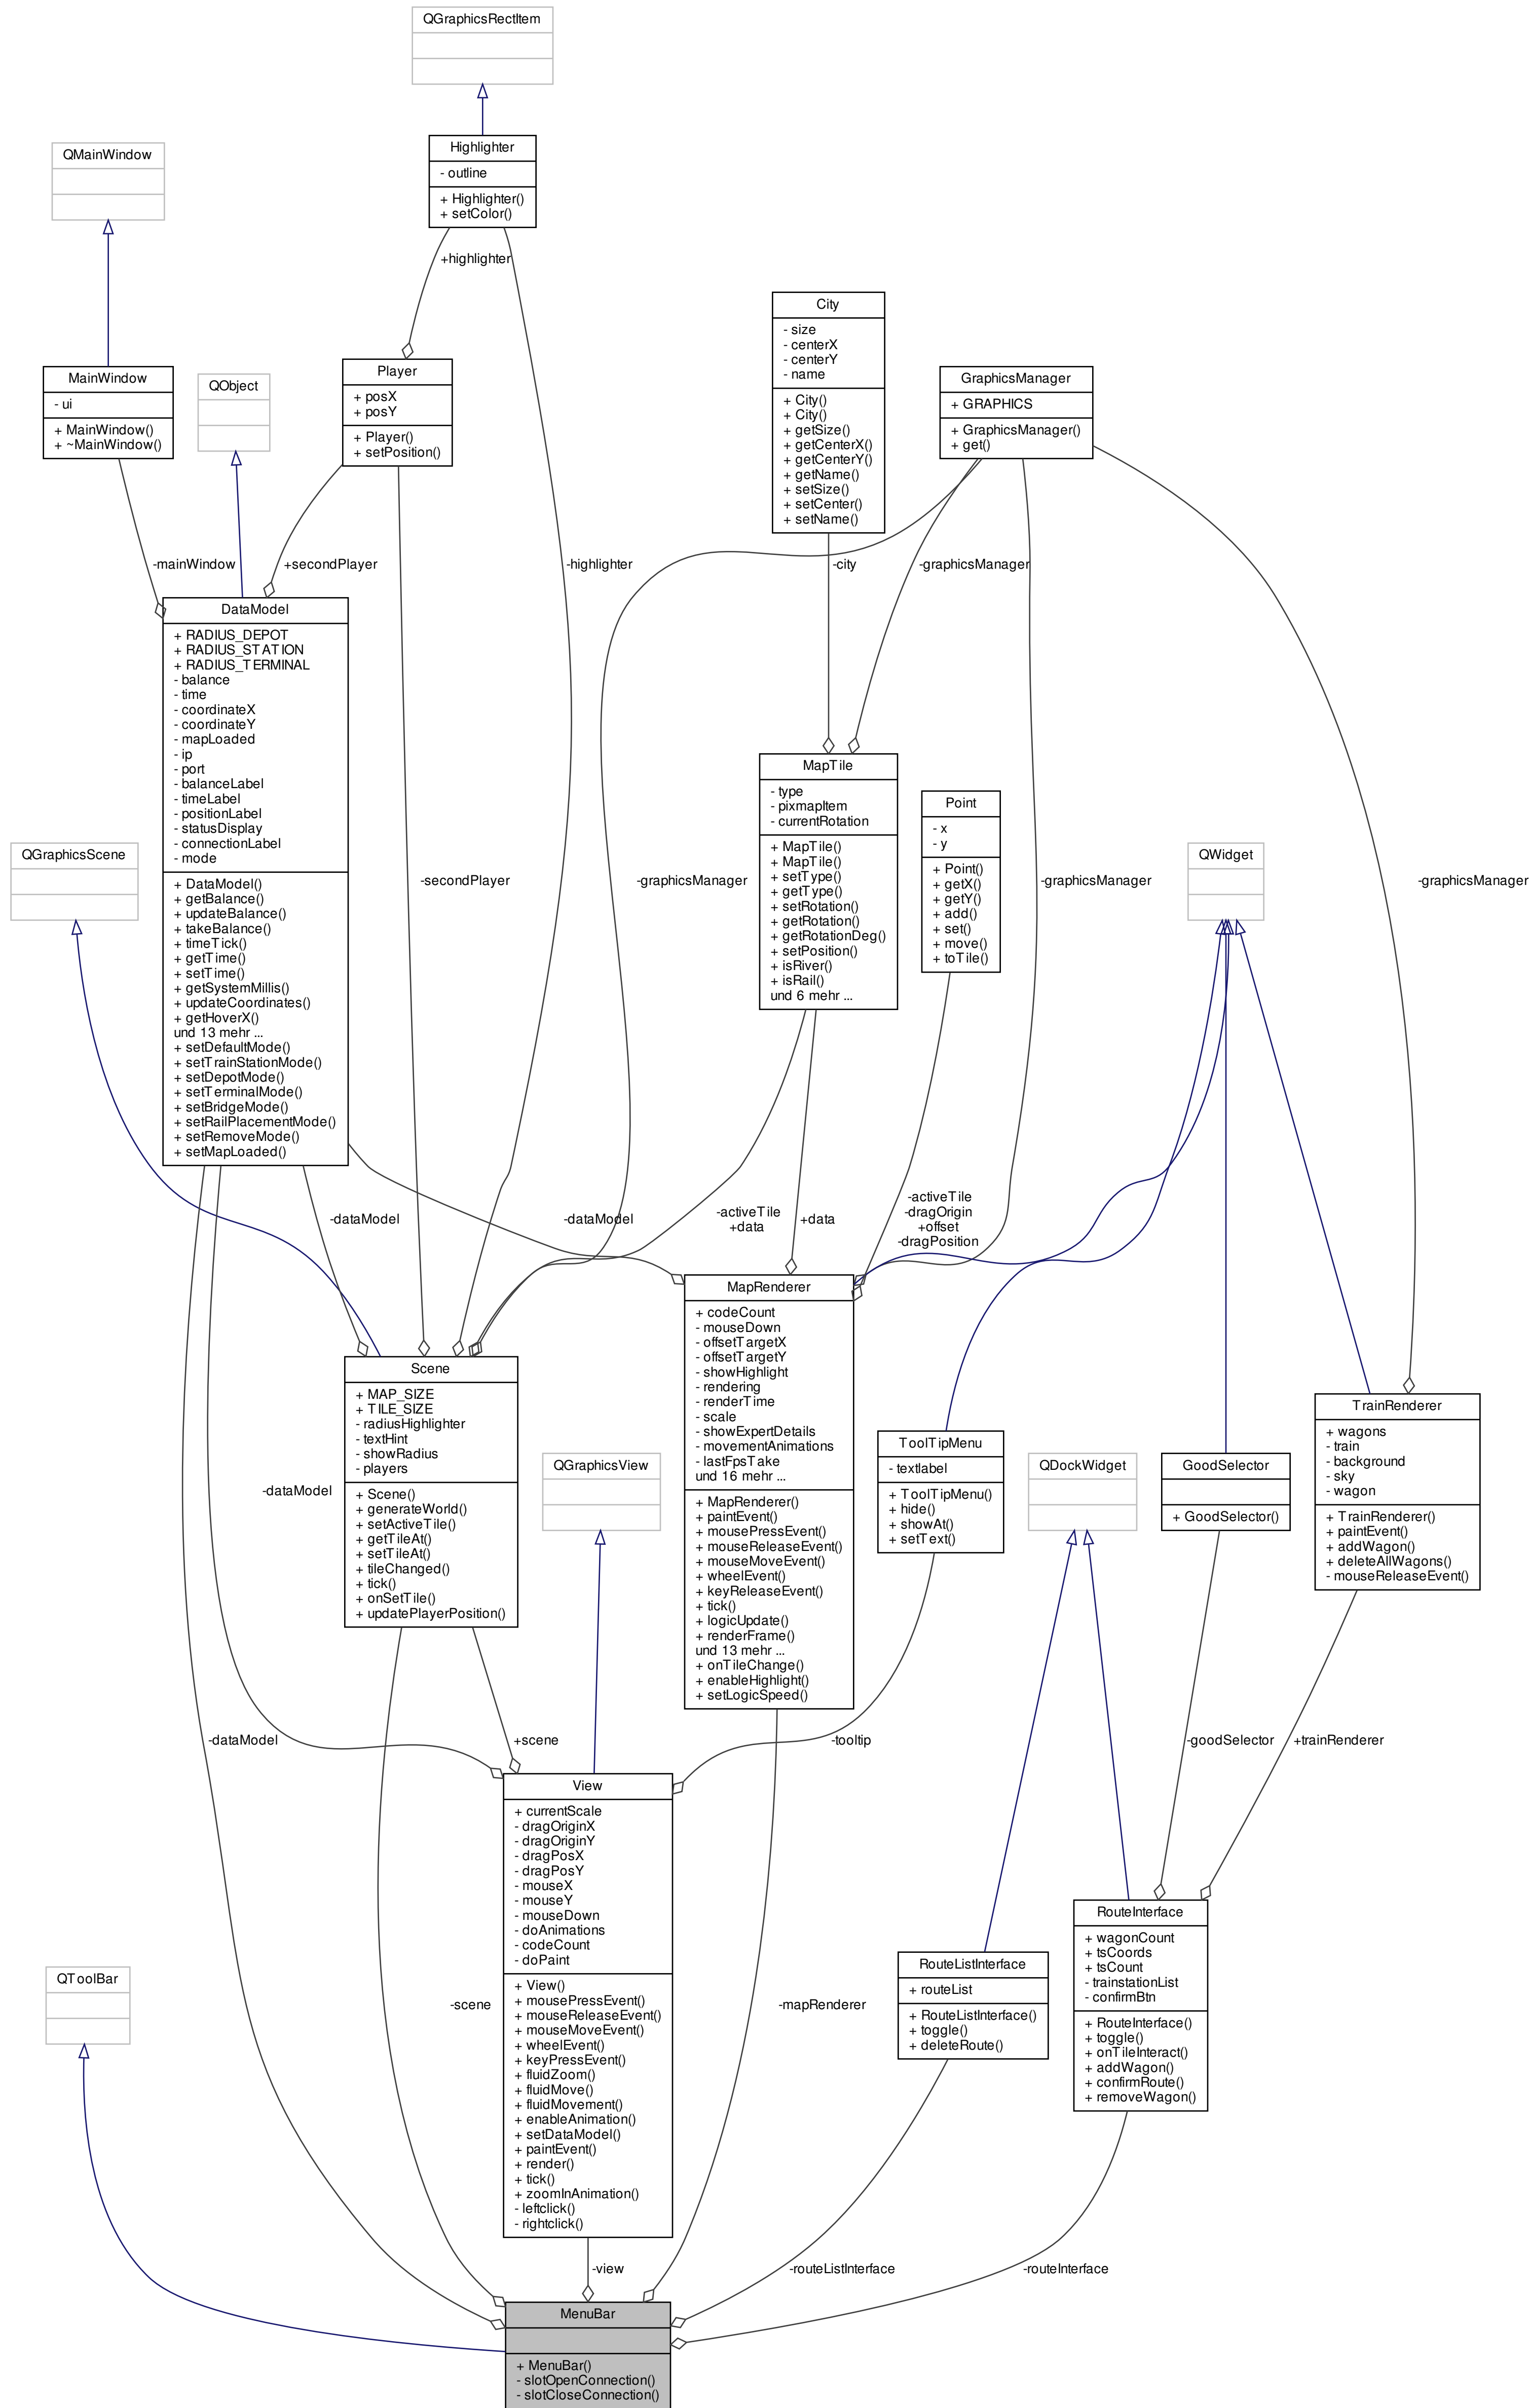 QGraphicsRectItem
Highlighter
- outline
+ Highlighter()
+ setColor()
QMainWindow
+highlighter
City
- size
- centerX
- centerY
- name
+ City()
+ City()
+ getSize()
+ getCenterX()
+ getCenterY()
+ getName()
+ setSize()
+ setCenter()
+ setName()
MainWindow
- ui
+ MainWindow()
+ ~MainWindow()
QObject
Player
+ posX
+ posY
+ Player()
+ setPosition()
GraphicsManager
+ GRAPHICS
+ GraphicsManager()
+ get()
-mainWindow
+secondPlayer
-highlighter
-city
-graphicsManager
DataModel
+ RADIUS_DEPOT
+ RADIUS_STATION
+ RADIUS_TERMINAL
- balance
- time
- coordinateX
- coordinateY
- mapLoaded
- ip
- port
- balanceLabel
- timeLabel
- positionLabel
- statusDisplay
- connectionLabel
- mode
+ DataModel()
+ getBalance()
+ updateBalance()
+ takeBalance()
+ timeTick()
+ getTime()
+ setTime()
+ getSystemMillis()
+ updateCoordinates()
+ getHoverX()
und 13 mehr ...
+ setDefaultMode()
+ setTrainStationMode()
+ setDepotMode()
+ setTerminalMode()
+ setBridgeMode()
+ setRailPlacementMode()
+ setRemoveMode()
+ setMapLoaded()
MapTile
- type
- pixmapItem
- currentRotation
+ MapTile()
+ MapTile()
+ setType()
+ getType()
+ setRotation()
+ getRotation()
+ getRotationDeg()
+ setPosition()
+ isRiver()
+ isRail()
und 6 mehr ...
Point
- x
- y
+ Point()
+ getX()
+ getY()
+ add()
+ set()
+ move()
+ toTile()
QGraphicsScene
QWidget
-secondPlayer
-graphicsManager
-graphicsManager
-graphicsManager
-dataModel
-dataModel
-activeTile
+data
+data
-activeTile
-dragOrigin
+offset
-dragPosition
Scene
+ MAP_SIZE
+ TILE_SIZE
- radiusHighlighter
- textHint
- showRadius
- players
+ Scene()
+ generateWorld()
+ setActiveTile()
+ getTileAt()
+ setTileAt()
+ tileChanged()
+ tick()
+ onSetTile()
+ updatePlayerPosition()
MapRenderer
+ codeCount
- mouseDown
- offsetTargetX
- offsetTargetY
- showHighlight
- rendering
- renderTime
- scale
- showExpertDetails
- movementAnimations
- lastFpsTake
und 16 mehr ...
+ MapRenderer()
+ paintEvent()
+ mousePressEvent()
+ mouseReleaseEvent()
+ mouseMoveEvent()
+ wheelEvent()
+ keyReleaseEvent()
+ tick()
+ logicUpdate()
+ renderFrame()
und 13 mehr ...
+ onTileChange()
+ enableHighlight()
+ setLogicSpeed()
TrainRenderer
+ wagons
- train
- background
- sky
- wagon
+ TrainRenderer()
+ paintEvent()
+ addWagon()
+ deleteAllWagons()
- mouseReleaseEvent()
ToolTipMenu
- textlabel
+ ToolTipMenu()
+ hide()
+ showAt()
+ setText()
QGraphicsView
QDockWidget
GoodSelector
+ GoodSelector()
-dataModel
-dataModel
+scene
-tooltip
-goodSelector
+trainRenderer
View
+ currentScale
- dragOriginX
- dragOriginY
- dragPosX
- dragPosY
- mouseX
- mouseY
- mouseDown
- doAnimations
- codeCount
- doPaint
+ View()
+ mousePressEvent()
+ mouseReleaseEvent()
+ mouseMoveEvent()
+ wheelEvent()
+ keyPressEvent()
+ fluidZoom()
+ fluidMove()
+ fluidMovement()
+ enableAnimation()
+ setDataModel()
+ paintEvent()
+ render()
+ tick()
+ zoomInAnimation()
- leftclick()
- rightclick()
RouteInterface
+ wagonCount
+ tsCoords
+ tsCount
- trainstationList
- confirmBtn
+ RouteInterface()
+ toggle()
+ onTileInteract()
+ addWagon()
+ confirmRoute()
+ removeWagon()
RouteListInterface
+ routeList
+ RouteListInterface()
+ toggle()
+ deleteRoute()
QToolBar
-scene
-mapRenderer
-view
-routeListInterface
-routeInterface
MenuBar
+ MenuBar()
- slotOpenConnection()
- slotCloseConnection()